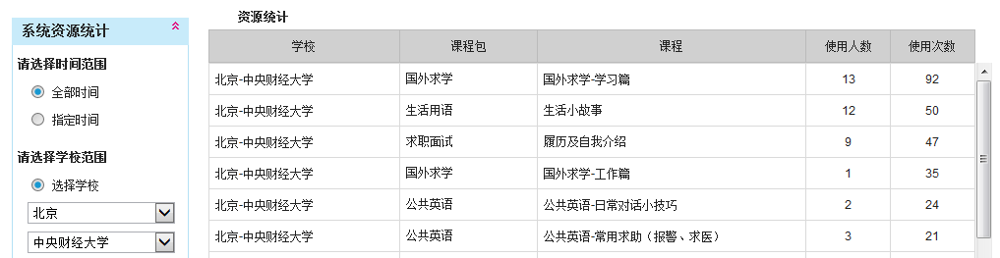 系统资源统计
请选择时间范围
全部时间
指定时间
请选择学校范围
选择学校
北京
中央财经大学
资源统计
学校 课程包 课程 使用人数 使用次数
北京-中央财经大学 国外求学 国外求学-学习篇 13 92
北京-中央财经大学 生活用语 生活小故事 12 50
北京-中央财经大学 求职面试 履历及自我介绍 9 47
北京-中央财经大学 国外求学 国外求学-工作篇 1 35
北京-中央财经大学 公共英语 公共英语-日常对话小技巧 2 24
北京-中央财经大学 公共英语 公共英语-常用求助（报警、求医） 3 21